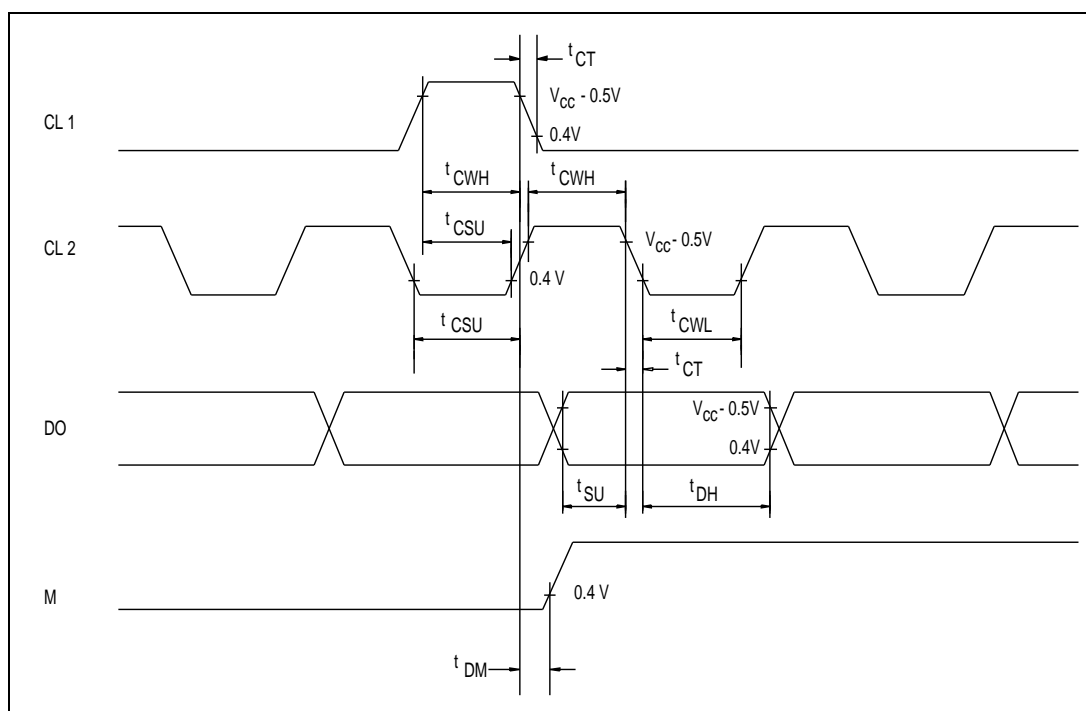 t CT
V CC - 0.5V
CL 1
0.4V
t CWH
t CWH
t CSU
CL 2
V CC - 0.5V
0.4 V
t CSU
t CWL
t CT
V CC - 0.5V
DO
0.4V
t SU
t DH
M
0.4 V
t DM